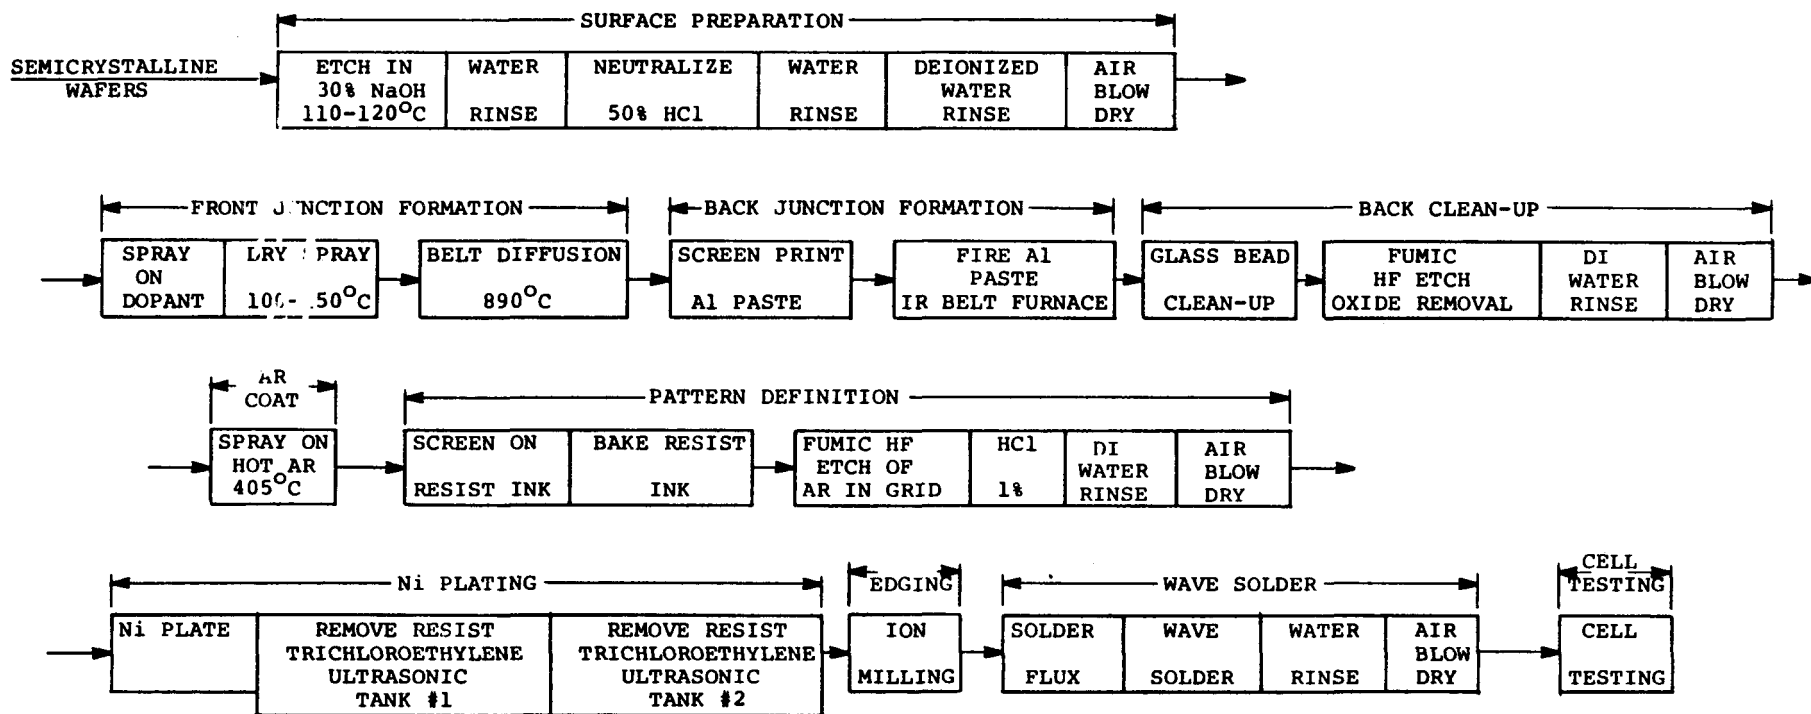 SURFACE PREPARATION
SEMICRYSTALLINE
WAFERS
ETCH IN
30% NaOH
110-120°C
WATER
RINSE
NEUTRALIZE
50% HCl
WATER
RINSE
DEIONIZED
WATER
RINSE
AIR
BLOW
DRY
FRONT FORMATION
SPRAY
ON
DOPANT
BELT DIFFUSION
890°C
BACK JUNCTION FORMATION
SCREEN PRINT
Al PASTE
FIRE Al
PASTE
IR BELT FURNACE
BACK CLEAN-UP
GLASS BEAD
CLEAN-UP
FUMIC
HF ETCH
OXIDE REMOVAL
DI
WATER
RINSE
AIR
BLOW
DRY
AR
COAT
SPRAY ON
HOT AR
405°C
PATTERN DEFINITION
SCREEN ON
RESIST INK
BAKE RESIST
INK
FUMIC HF
ETCH OF
AR IN GRID
HCl
1%
DI
WATER
RINSE
AIR
BLOW
DRY
Ni PLATING
Ni PLATE
REMOVE RESIST
TRICHLOROETHYLENE
ULTRASONIC
TANK #1
REMOVE RESIST
TRICHLOROETHYLENE
ULTRASONIC
TANK #2
EDGING
ION
MILLING
WAVE SOLDER
SOLDER
FLUX
WAVE
SOLDER
WATER
RINSE
AIR
BLOW
DRY
CELL
TESTING
CELL
TESTING